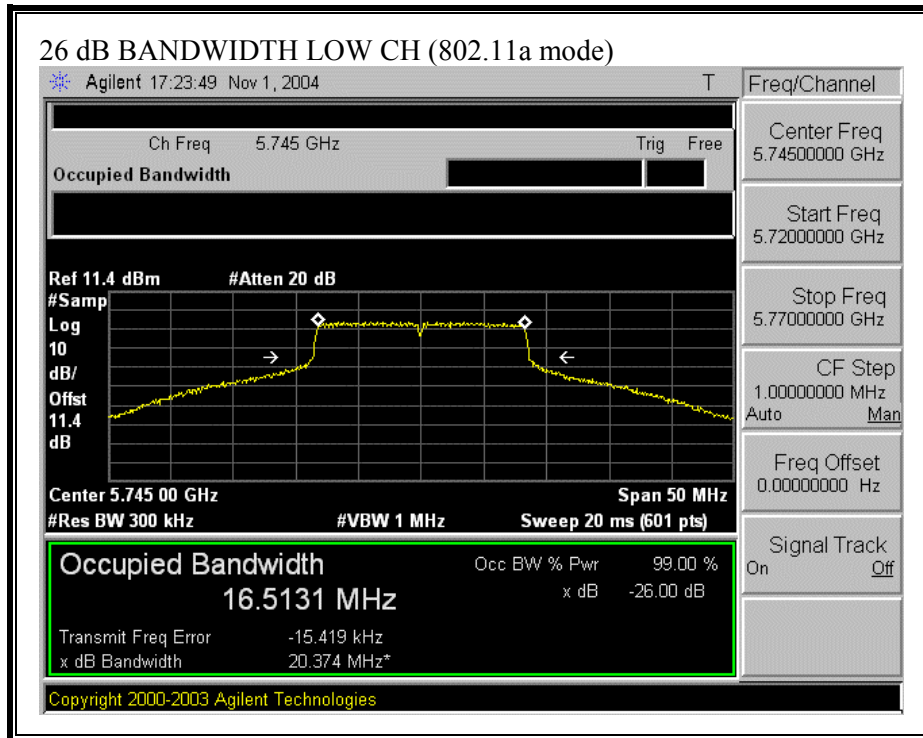 26 dB BANDWIDTH LOW CH (802.11a mode)
Agilent 17:23:49 Nov 1, 2004 T
Freq/Channel
Ch Freq 5.745 GHz Trig Free
Occupied Bandwidth
Center Freq
5.74500000 GHz
Start Freq
5.72000000 GHz
Stop Freq
5.77000000 GHz
CF Step
1.00000000 MHz
Auto Man
Freq Offset
0.00000000 Hz
Signal Track
On Off
Ref 11.4 dBm #Atten 20 dB
#Samp
Log
10
dB/
Offst
11.4
dB
Center 5.745 00 GHz Span 50 MHz
#Res BW 300 kHz #VBW 1 MHz Sweep 20 ms (601 pts)
Occupied Bandwidth Occ BW % Pwr 99.00 %
16.5131 MHz x dB -26.00 dB
Transmit Freq Error -15.419 kHz
x dB Bandwidth 20.374 MHz*
Copyright 2000-2003 Agilent Technologies